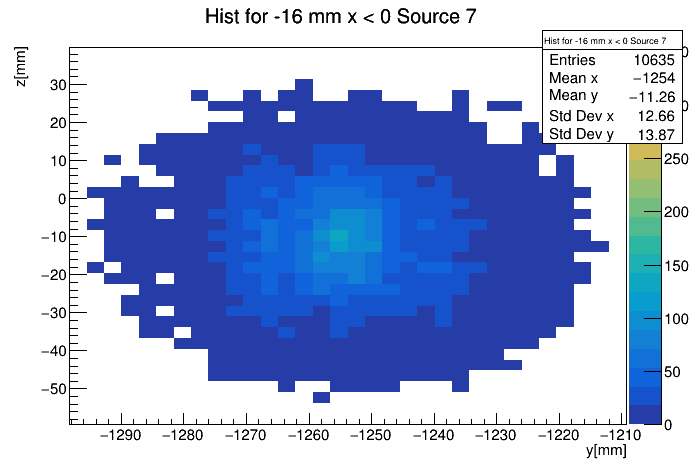 Hist for -16 mm x < 0 Source 7
z[mm]
Hist for -16 mm x < 0 Source 7
Entries 10635
Mean x −1254
Mean y −11.26
Std Dev x 12.66
Std Dev y 13.87
30
20
10
0
−10
−20
−30
−40
−50
250
200
150
100
50
0
−1290 −1280 −1270 −1260 −1250 −1240 −1230 −1220 −1210
y[mm]